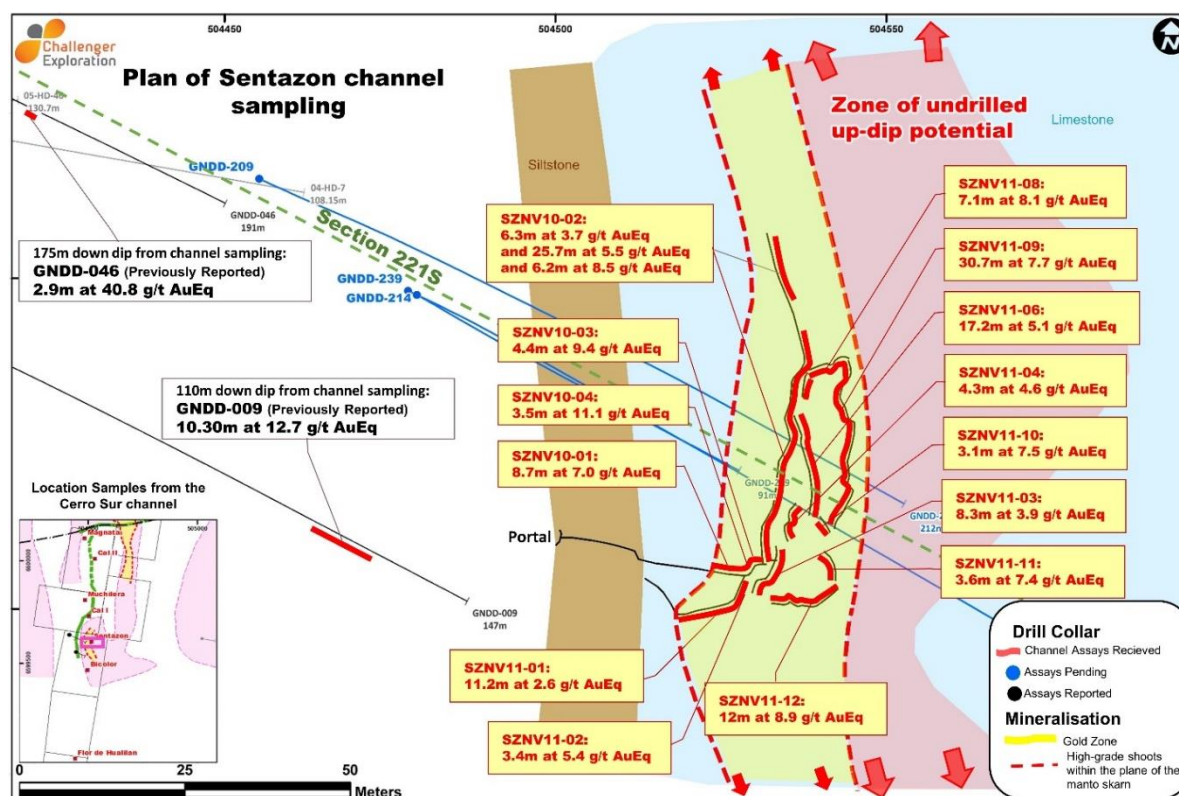 Challenger
Exploration
504450
504500
504550
N
Plan of Sentazon channel
sampling
Zone of undrilled
up-dip potential
Limestone
Siltstone
05-HD-46
130.7m
GNDD-209
04-HD-7
108.15m
GNDD-046
191m
Section 221S
GNDD-239
GNDD-214
175m down dip from channel sampling:
GNDD-046 (Previously Reported)
2.9m at 40.8 g/t AuEq
110m down dip from channel sampling:
GNDD-009 (Previously Reported)
10.30m at 12.7 g/t AuEq
SZNV10-02:
6.3m at 3.7 g/t AuEq
and 25.7m at 5.5 g/t AuEq
and 6.2m at 8.5 g/t AuEq
SZNV10-03:
4.4m at 9.4 g/t AuEq
SZNV10-04:
3.5m at 11.1 g/t AuEq
SZNV10-01:
8.7m at 7.0 g/t AuEq
SZNV11-08:
7.1m at 8.1 g/t AuEq
SZNV11-09:
30.7m at 7.7 g/t AuEq
SZNV11-06:
17.2m at 5.1 g/t AuEq
SZNV11-04:
4.3m at 4.6 g/t AuEq
SZNV11-10:
3.1m at 7.5 g/t AuEq
SZNV11-03:
8.3m at 3.9 g/t AuEq
SZNV11-11:
3.6m at 7.4 g/t AuEq
91m
212m
Portal
GNDD-009
147m
SZNV11-01:
11.2m at 2.6 g/t AuEq
SZNV11-02:
3.4m at 5.4 g/t AuEq
SZNV11-12:
12m at 8.9 g/t AuEq
Location Samples from the
Cerro Sur channel
505000
Magnata
Cal II
Muchilera
Cal I
Sentazon
Bicolor
Flor de Hualilan
0 25 50
Meters
Drill Collar
Channel Assays Recieved
Assays Pending
Assays Reported
Mineralisation
Gold Zone
High-grade shoots
within the plane of the
manto skarn